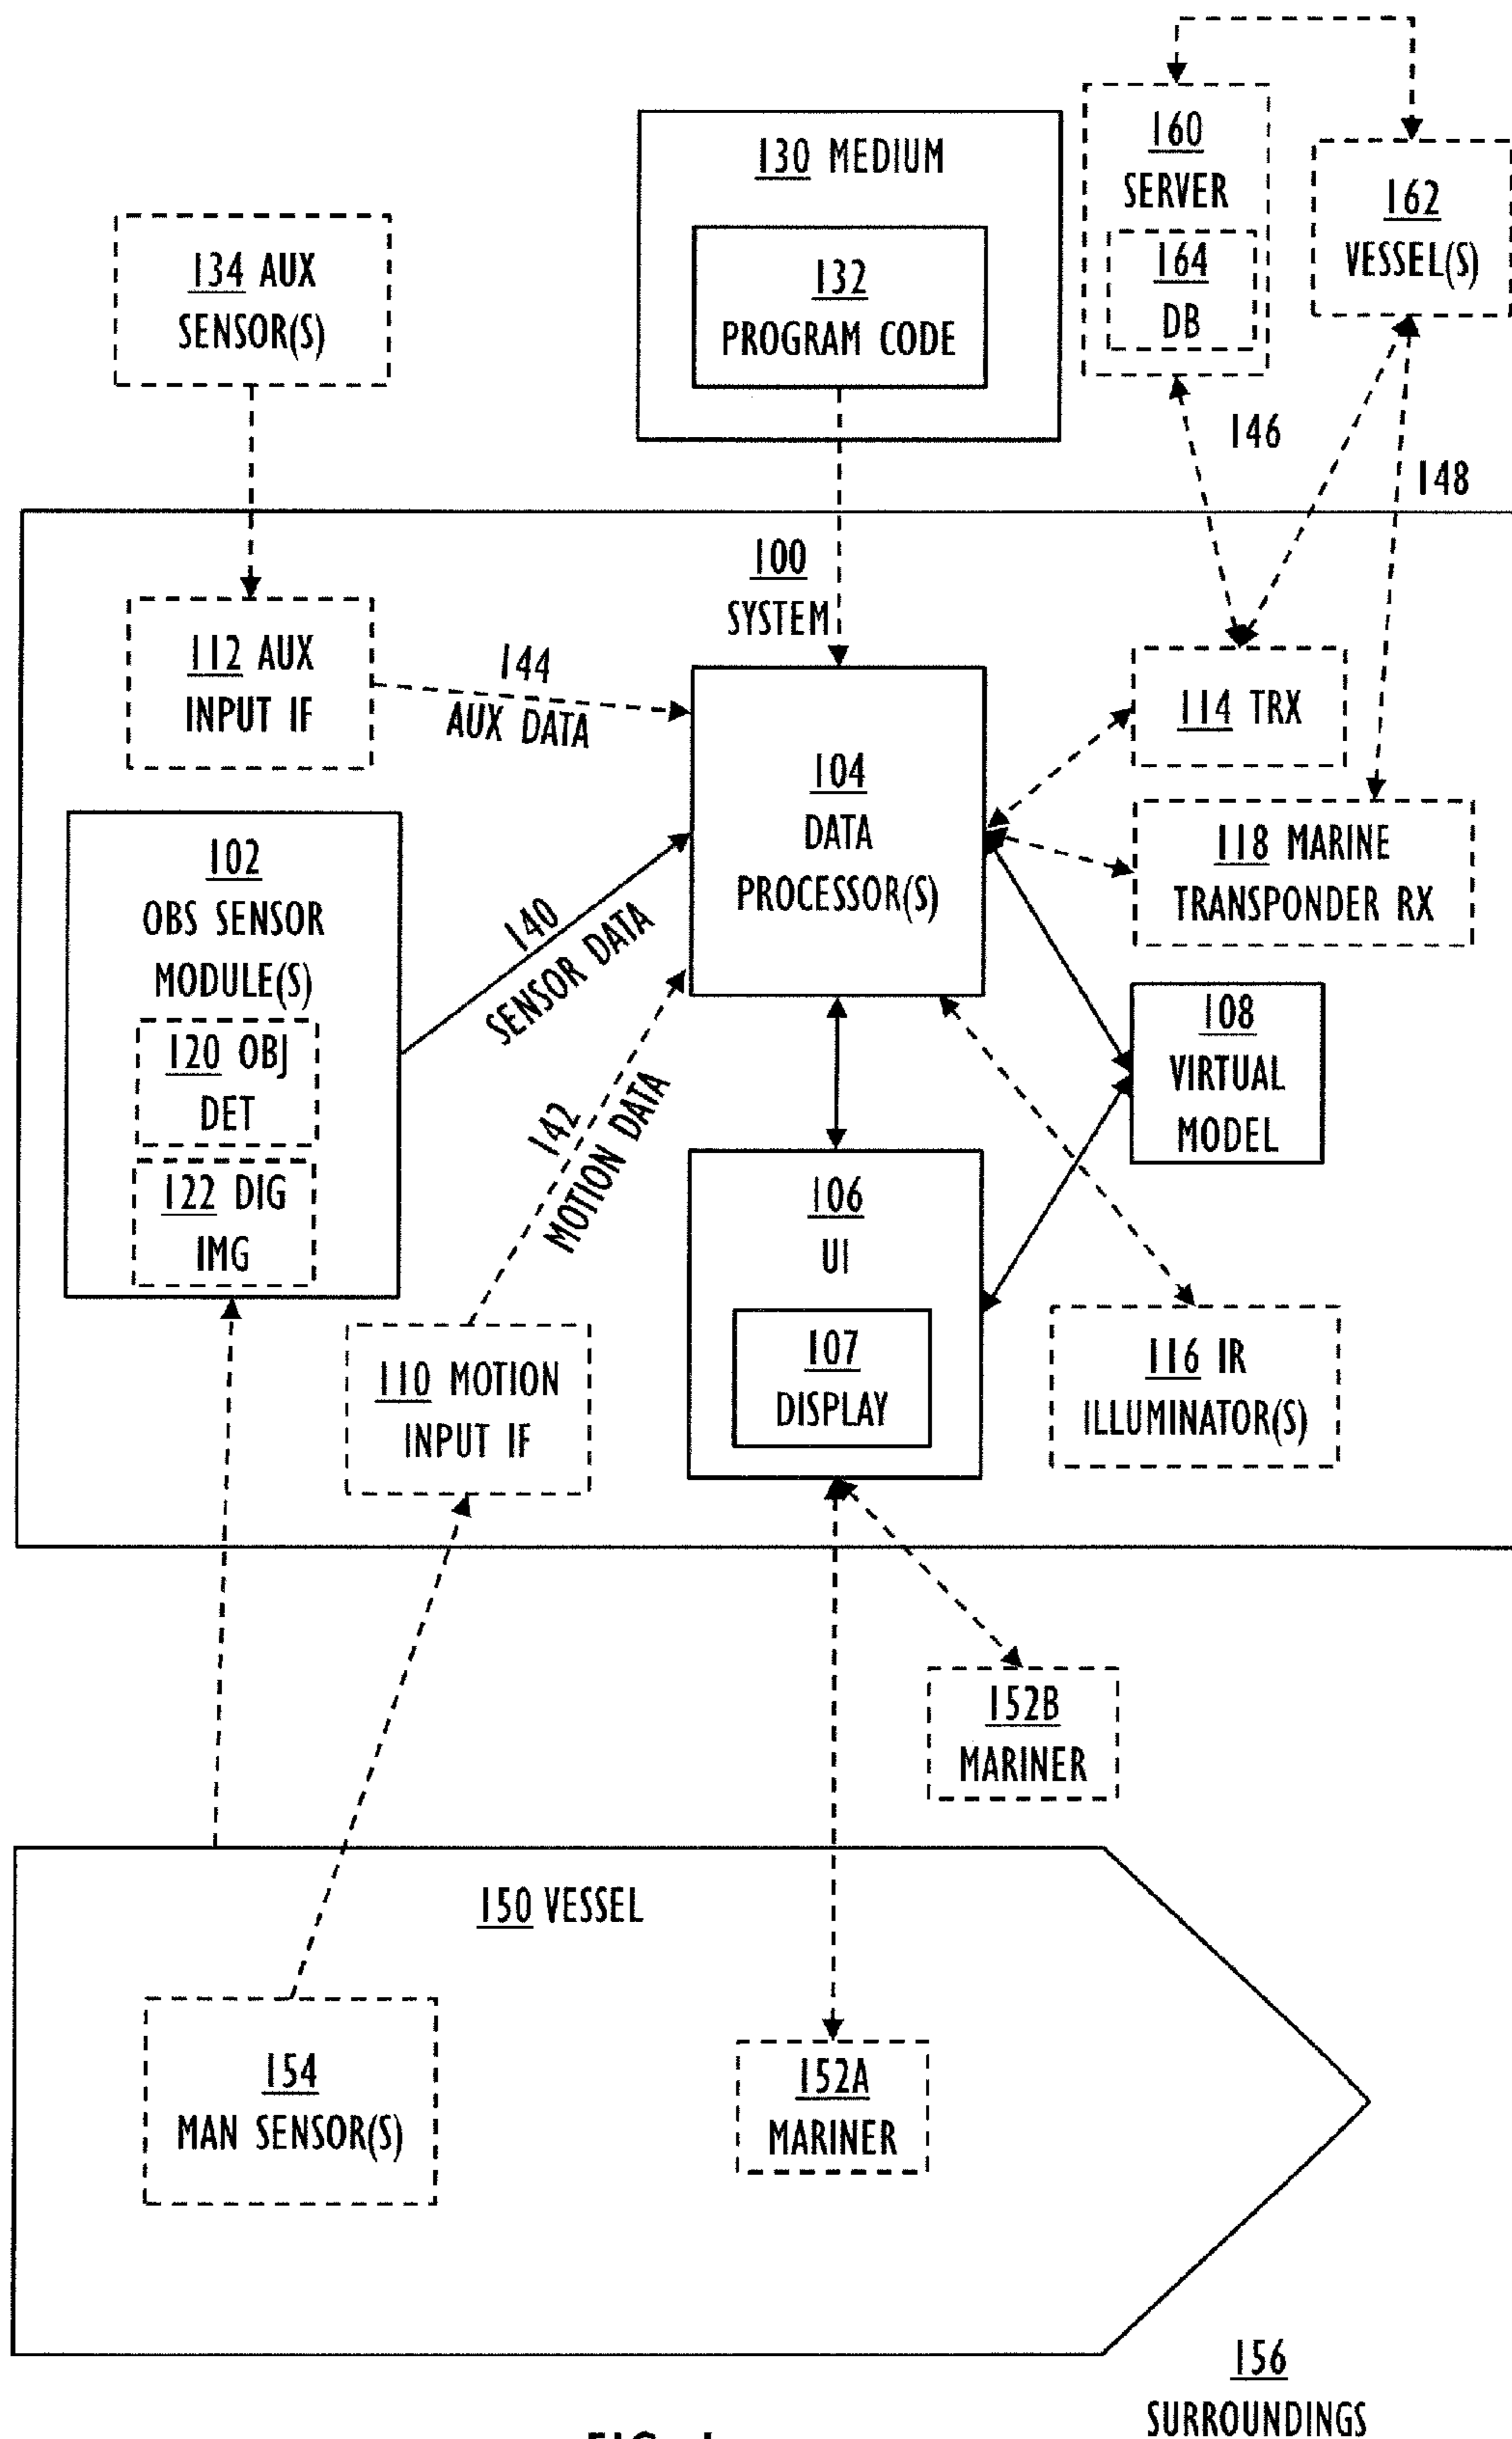 130 MEDIUM
132
PROGRAM CODE
160
SERVER
164
DB
162
VESSEL(S)
134 AUX
SENSOR(S)
146
148
100
SYSTEM
112 AUX
INPUT IF
144
AUX DATA
104
DATA
PROCESSOR(S)
114 TRX
118 MARINE
TRANSPONDER RX
102
OBS SENSOR
MODULE(S)
120 OBJ
DET
122 DIG
IMG
140
SENSOR DATA
142
MOTION DATA
108
VIRTUAL
MODEL
106
UI
107
DISPLAY
110 MOTION
INPUT IF
116 IR
ILLUMINATOR(S)
152B
MARINER
150 VESSEL
154
MAN SENSOR(S)
152A
MARINER
156
SURROUNDINGS